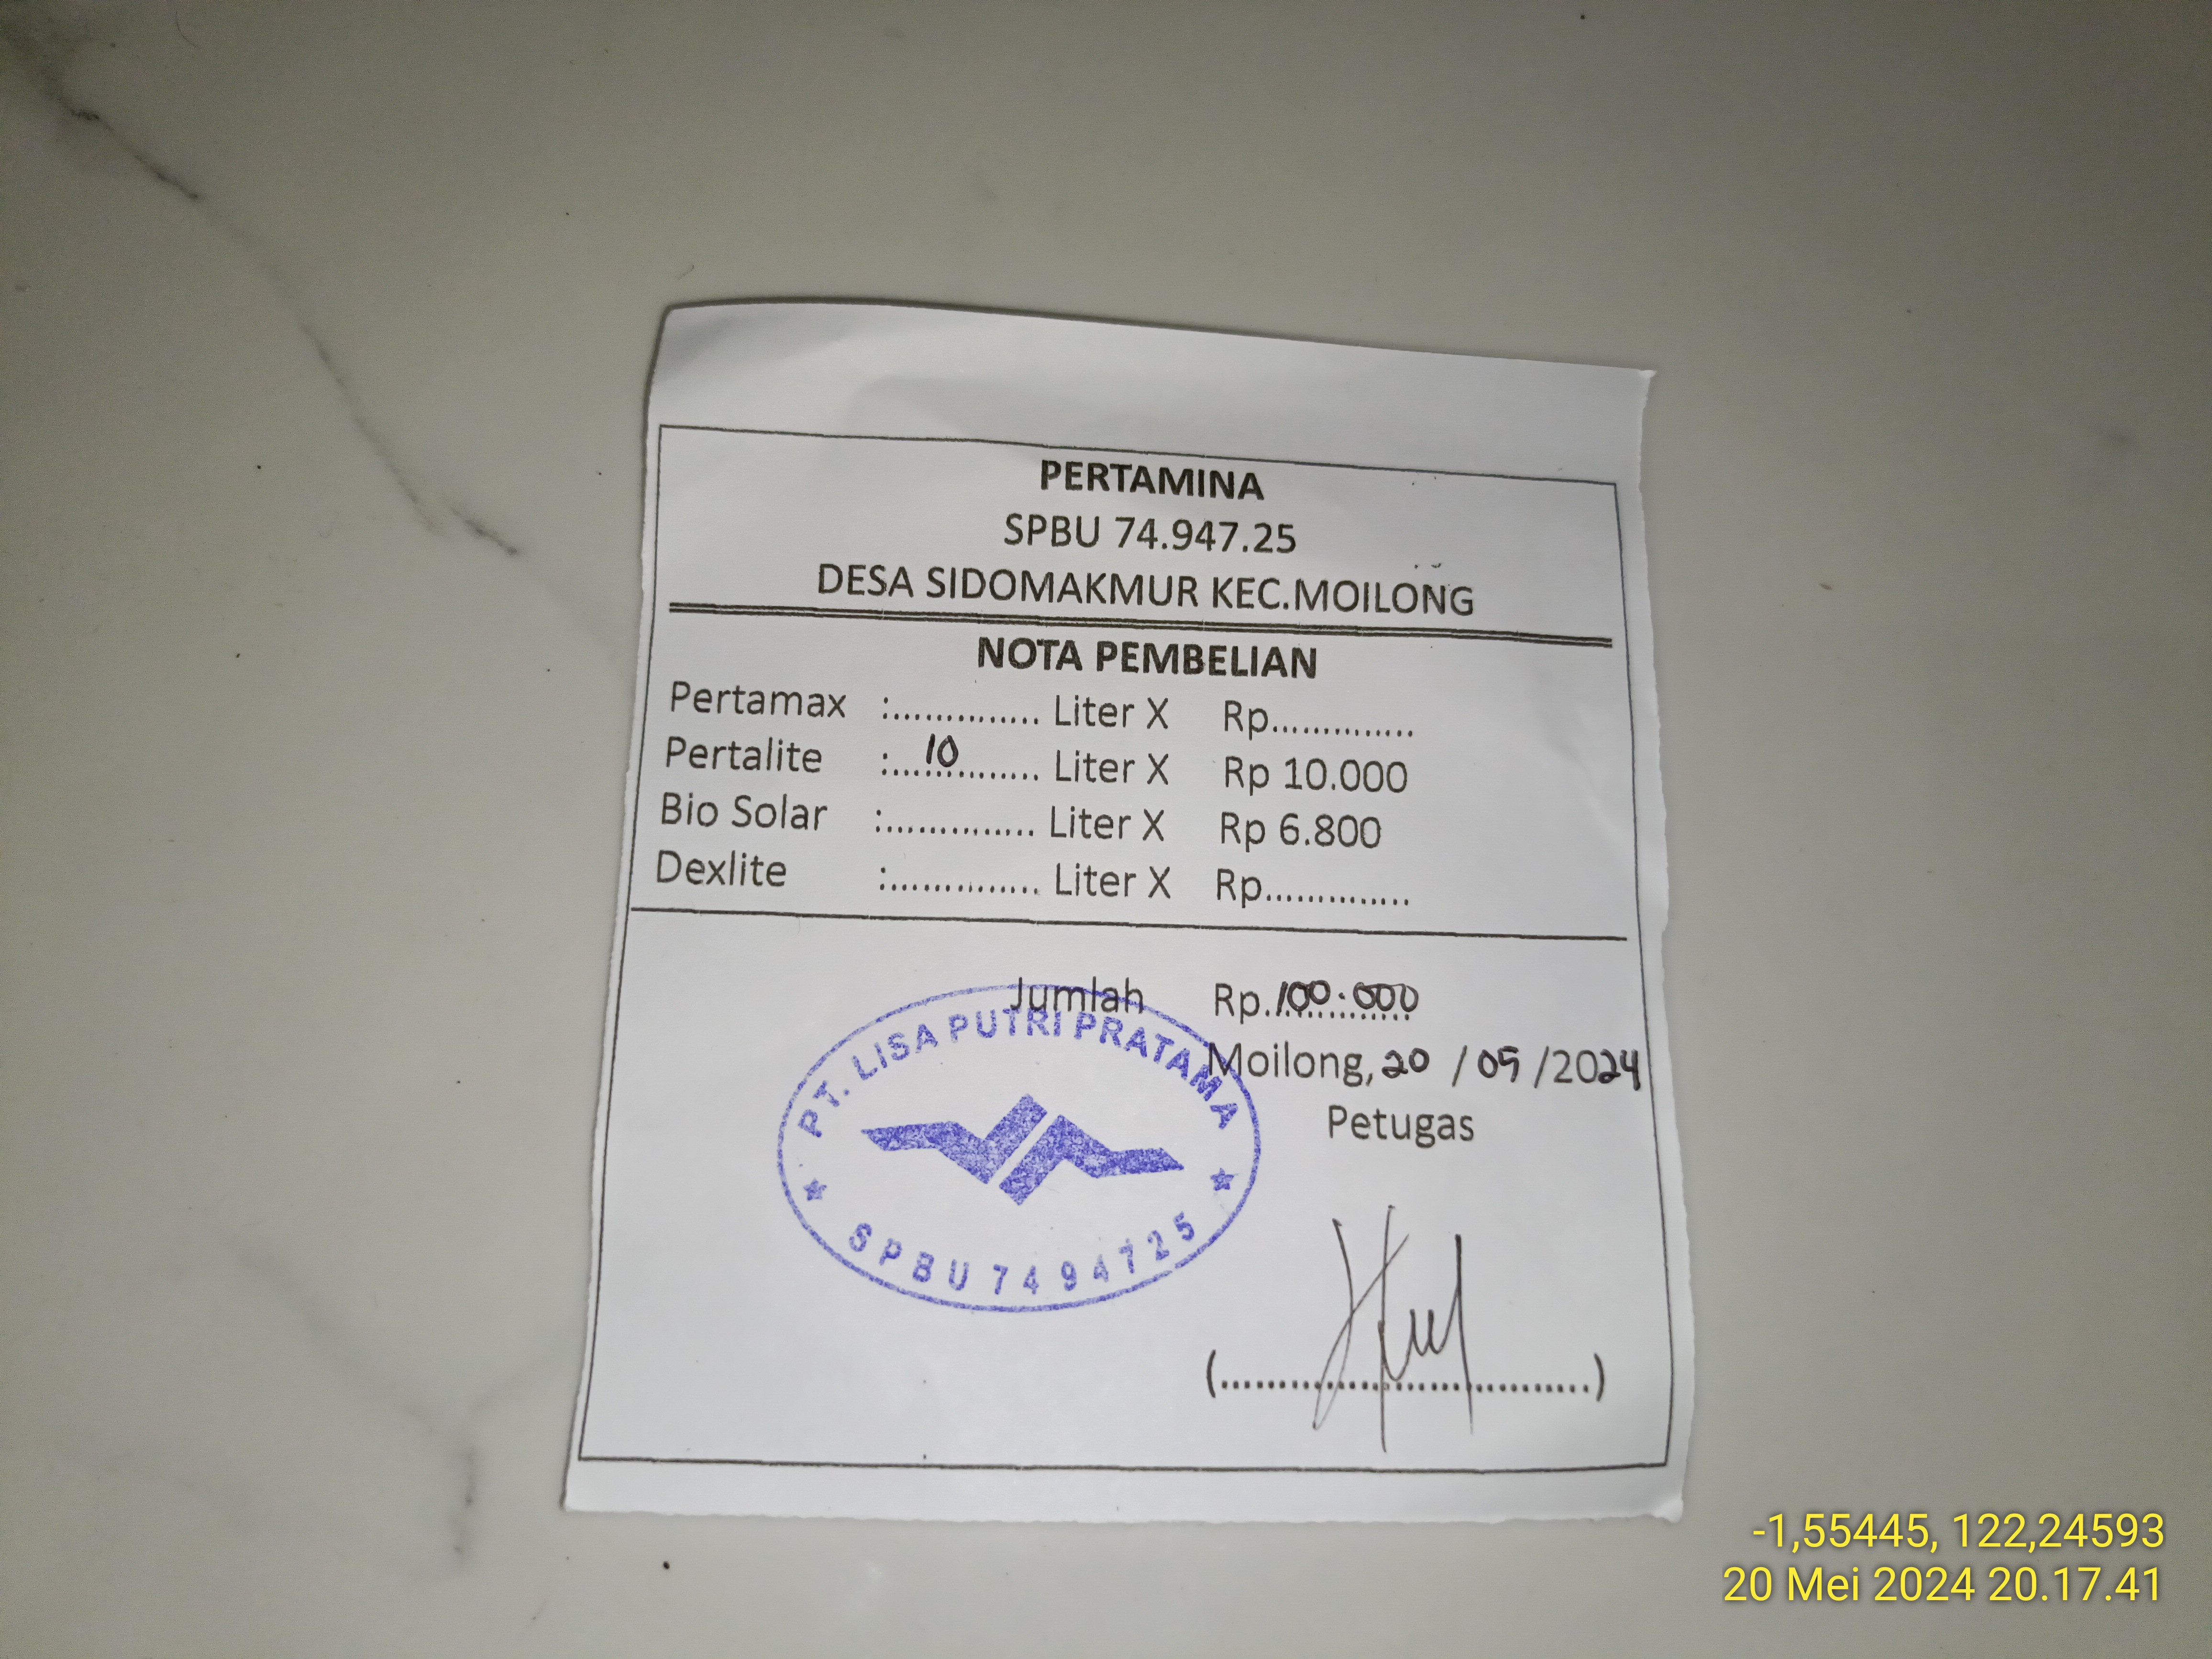 PERTAMINA
SPBU 74.947.25
DESA SIDOMAKMUR KEC.MOILONG
NOTA PEMBELIAN
Pertamax :.............. Liter X Rp..............
Pertalite :...10........... Liter X Rp 10.000
Bio Solar :.............. Liter X Rp 6.800
Dexlite :.............. Liter X Rp..............
Jumlah Rp.100.000
Moilong, 20 / 05 /2024
Petugas
PT. LISA PUTRI PRATAMA
SPBU 7494725
(...................................)
-1,55445, 122,24593
20 Mei 2024 20.17.41